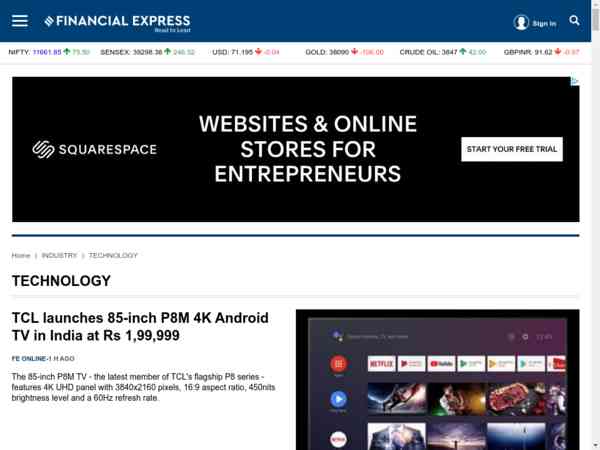 FINANCIAL EXPRESS
Read to Lead
Sign In
NIFTY: 11661.85 75.50 SENSEX: 39298.38 246.32 USD: 71.195 -0.04 GOLD: 38090 -106.00 CRUDE OIL: 3847 42.00 GBPINR: 91.62 -0.97
SQUARESPACE
WEBSITES & ONLINE
STORES FOR
ENTREPRENEURS
START YOUR FREE TRIAL
Home | INDUSTRY | TECHNOLOGY
TECHNOLOGY
TCL launches 85-inch P8M 4K Android
TV in India at Rs 1,99,999
FE ONLINE-1 H AGO
The 85-inch P8M TV - the latest member of TCL's flagship P8 series -
features 4K UHD panel with 3840x2160 pixels, 16:9 aspect ratio, 450nits
brightness level and a 60Hz refresh rate.
NETFLIX